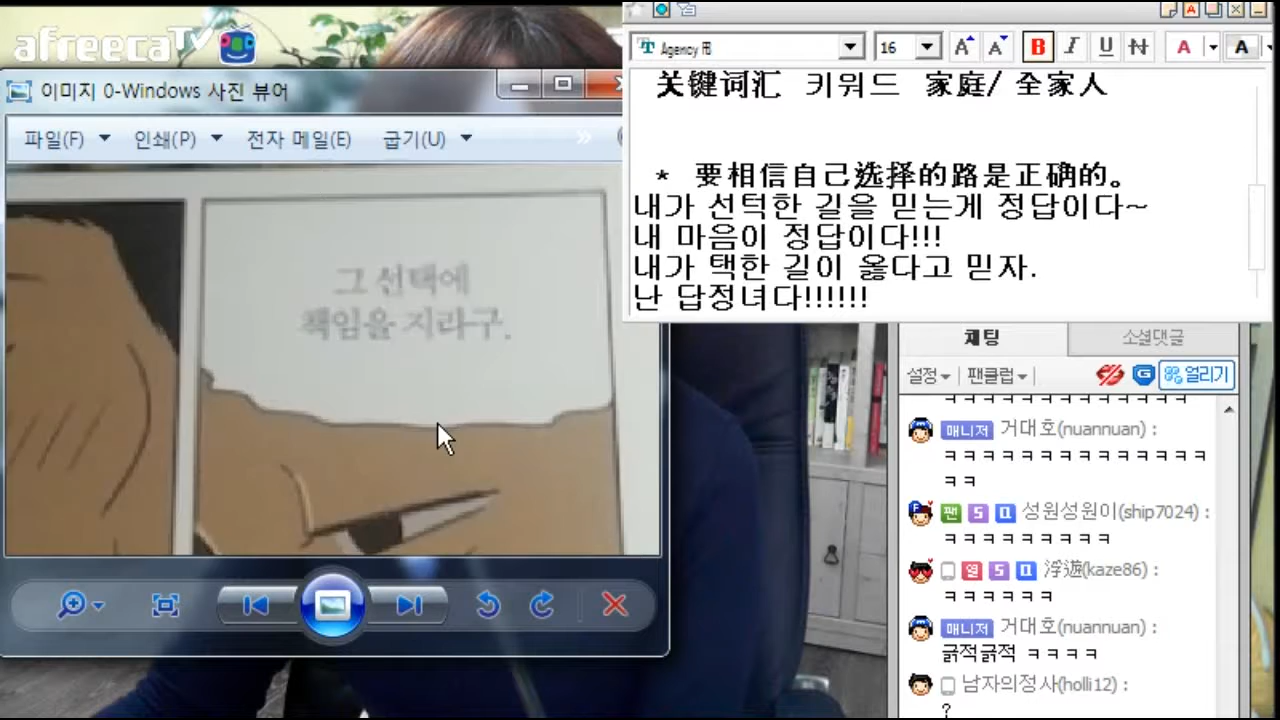 afreecaTV
이미지 0-Windows 사진 뷰어
파일(F) 인쇄(P) 전자 메일(E) 굽기(U) »
그 선택에
책임을 지라구.
Agency FB 16 A A B I U N A A
关键词汇 키워드 家庭/ 全家人
* 要相信自己选择的路是正确的。
내가 선턱한 길을 믿는게 정답이다~
내 마음이 정답이다!!!
내가 택한 길이 옳다고 믿자.
난 답정녀다!!!!!!
채팅 소셜댓글
설정 팬클럽 얼리기
ㅋㅋㅋㅋㅋㅋㅋㅋㅋㅋㅋㅋㅋ
매니저 거대호(nuannuan) :
ㅋㅋㅋㅋㅋㅋㅋㅋㅋㅋㅋㅋㅋㅋ
ㅋㅋ
팬 S 성원성원이(ship7024) :
ㅋㅋㅋㅋㅋㅋㅋㅋㅋ
열 S 浮遊(kaze86) :
ㅋㅋㅋㅋㅋㅋ
매니저 거대호(nuannuan) :
긁적긁적 ㅋㅋㅋㅋ
남자의정사(holli12) :
?